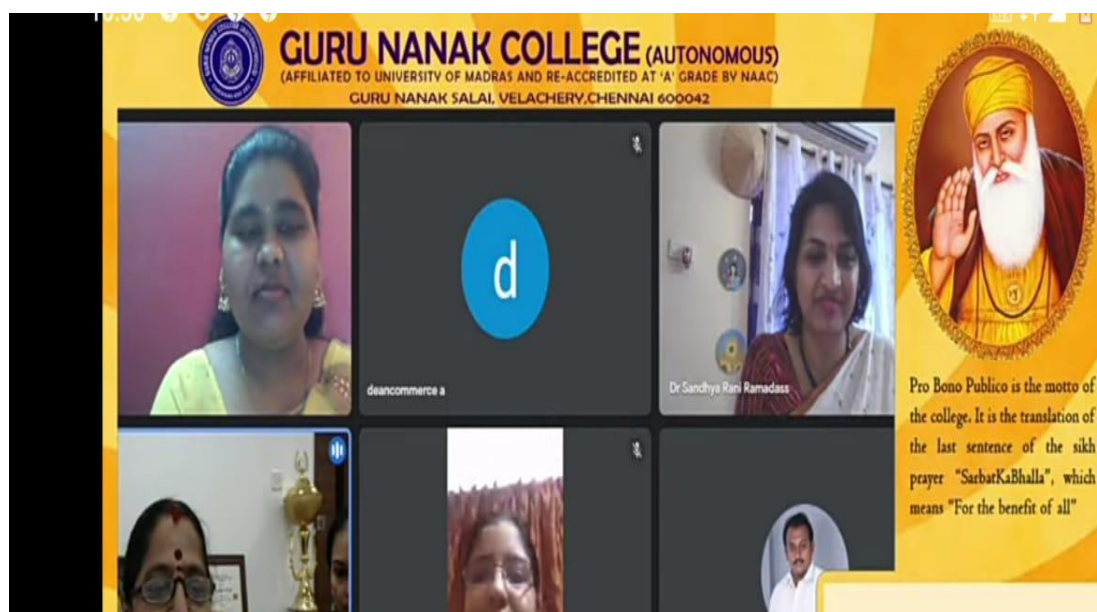 GURU NANAK COLLEGE (AUTONOMOUS)
(AFFILIATED TO UNIVERSITY OF MADRAS AND RE-ACCREDITED AT 'A' GRADE BY NAAC)
GURU NANAK SALAI, VELACHERY,CHENNAI 600042
d
deancommerce a
Dr Sandhya Rani Ramadass
Pro Bono Publico is the motto of
the college. It is the translation of
the last sentence of the sikh
prayer "SarbatKaBhalla", which
means "For the benefit of all"